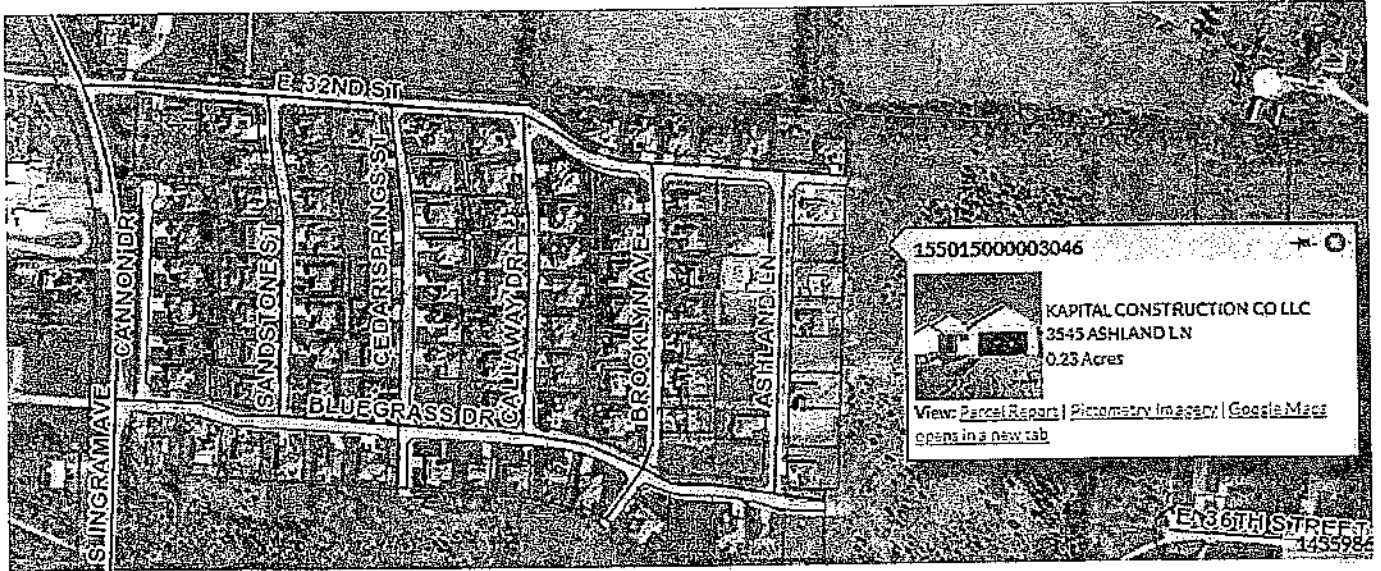 E. 32ND ST
CANON DR
SANDSTONE ST
CEDAR SPRINGS ST
CALLAWAY DR
BROOKLYN AVE
ASHLAND LN
BLUEGRASS DR
S. INGRAM AVE
155015000003046
KAPITAL CONSTRUCTION CO LLC
3545 ASHLAND LN
0.23 Acres
View: Parcel Report | Pictometry Imagery | Google Maps
opens in a new tab
E. 36TH STREET
1455986